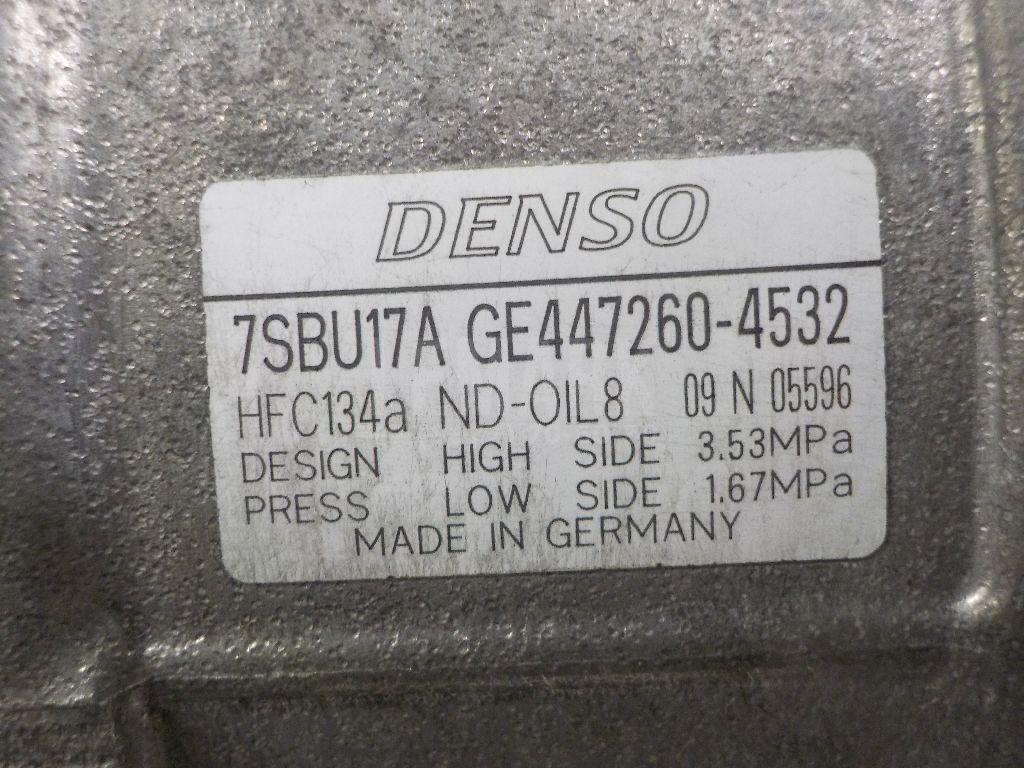 DENSO
7SBU17A GE447260-4532
HFC134a ND-OIL8 09 N 05596
DESIGN HIGH SIDE 3.53MPa
PRESS LOW SIDE 1.67MPa
MADE IN GERMANY